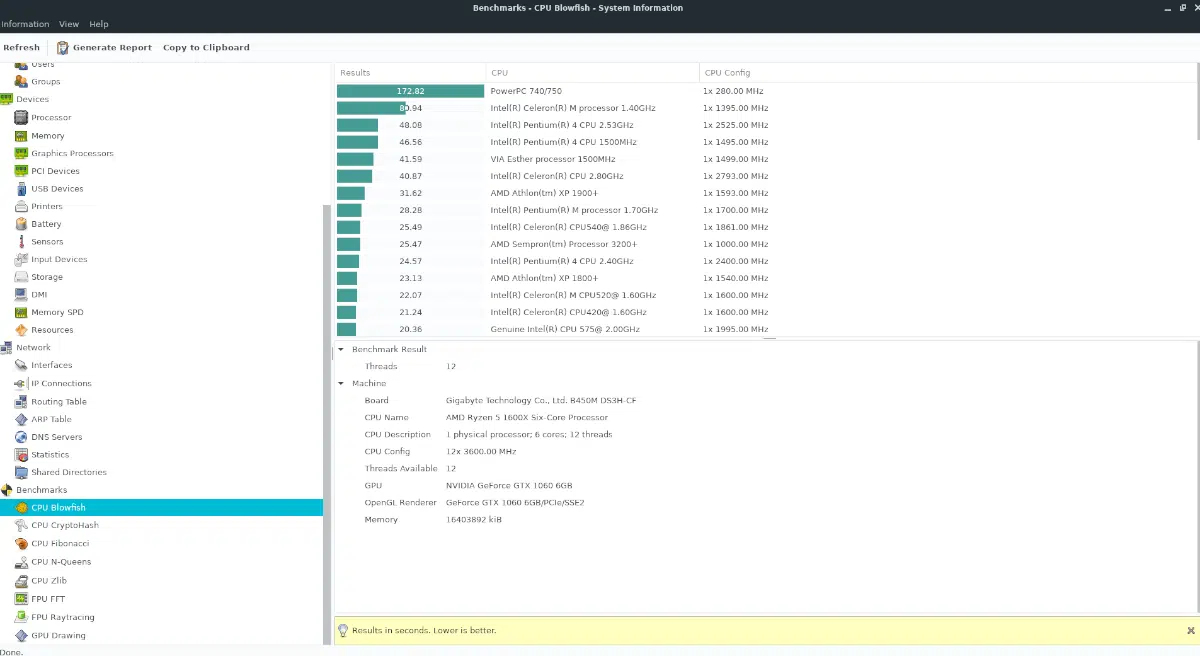 Benchmarks - CPU Blowfish - System Information
Information View Help
Refresh Generate Report Copy to Clipboard
Users
Groups
Devices
Processor
Memory
Graphics Processors
PCI Devices
USB Devices
Printers
Battery
Sensors
Input Devices
Storage
DMI
Memory SPD
Resources
Network
Interfaces
IP Connections
Routing Table
ARP Table
DNS Servers
Statistics
Shared Directories
Benchmarks
CPU Blowfish
CPU CryptoHash
CPU Fibonacci
CPU N-Queens
CPU Zlib
FPU FFT
FPU Raytracing
GPU Drawing
Results CPU CPU Config
172.82 PowerPC 740/750 1x 280.00 MHz
80.94 Intel(R) Celeron(R) M processor 1.40GHz 1x 1395.00 MHz
48.08 Intel(R) Pentium(R) 4 CPU 2.53GHz 1x 2525.00 MHz
46.56 Intel(R) Pentium(R) 4 CPU 1500MHz 1x 1495.00 MHz
41.59 VIA Esther processor 1500MHz 1x 1499.00 MHz
40.87 Intel(R) Celeron(R) CPU 2.80GHz 1x 2793.00 MHz
31.62 AMD Athlon(tm) XP 1900+ 1x 1593.00 MHz
28.28 Intel(R) Pentium(R) M processor 1.70GHz 1x 1700.00 MHz
25.49 Intel(R) Celeron(R) CPU540@ 1.86GHz 1x 1861.00 MHz
25.47 AMD Sempron(tm) Processor 3200+ 1x 1000.00 MHz
24.57 Intel(R) Pentium(R) 4 CPU 2.40GHz 1x 2400.00 MHz
23.13 AMD Athlon(tm) XP 1800+ 1x 1540.00 MHz
22.07 Intel(R) Celeron(R) M CPU520@ 1.60GHz 1x 1600.00 MHz
21.24 Intel(R) Celeron(R) CPU420@ 1.60GHz 1x 1600.00 MHz
20.36 Genuine Intel(R) CPU 575@ 2.00GHz 1x 1995.00 MHz
Benchmark Result
Threads 12
Machine
Board Gigabyte Technology Co., Ltd. B450M DS3H-CF
CPU Name AMD Ryzen 5 1600X Six-Core Processor
CPU Description 1 physical processor; 6 cores; 12 threads
CPU Config 12x 3600.00 MHz
Threads Available 12
GPU NVIDIA GeForce GTX 1060 6GB
OpenGL Renderer GeForce GTX 1060 6GB/PCIe/SSE2
Memory 16403892 kiB
Results in seconds. Lower is better.
Done.